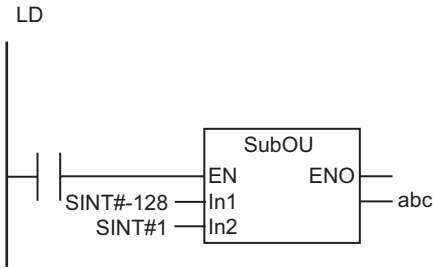 LD
SubOU
EN ENO
SINT#-128 In1 abc
SINT#1 In2